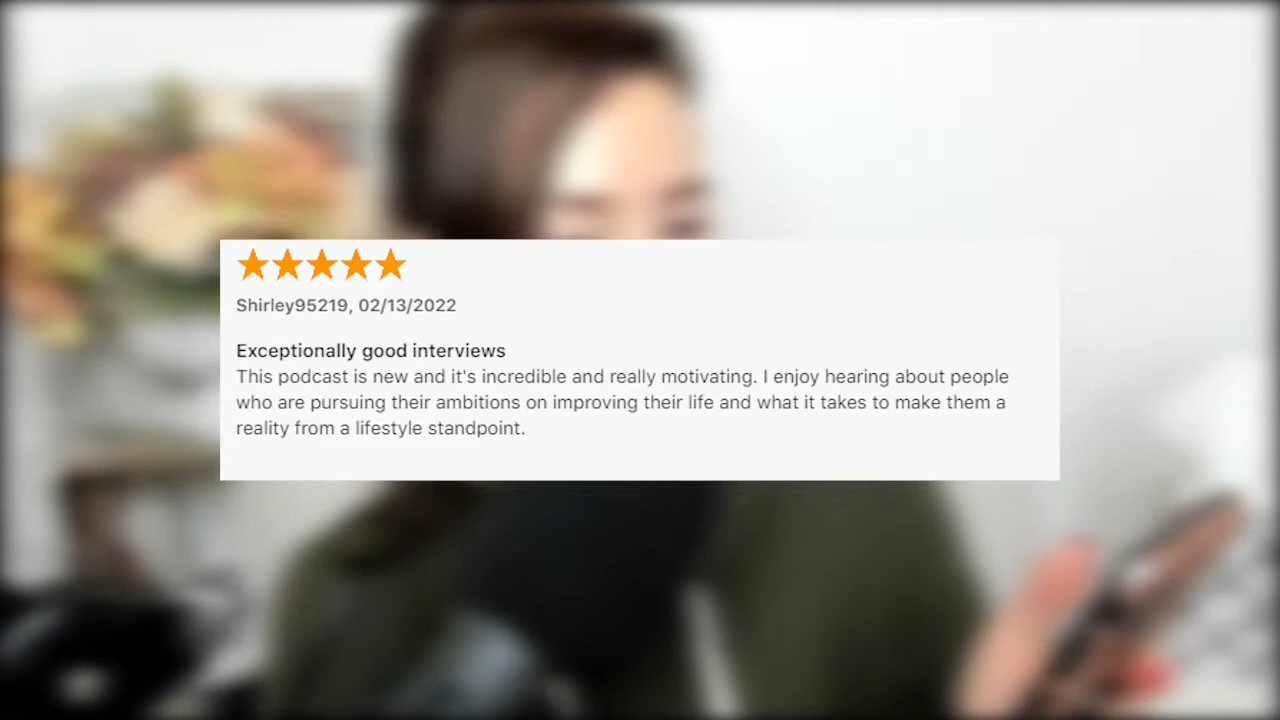 Shirley95219, 02/13/2022
Exceptionally good interviews
This podcast is new and it's incredible and really motivating. I enjoy hearing about people
who are pursuing their ambitions on improving their life and what it takes to make them a
reality from a lifestyle standpoint.